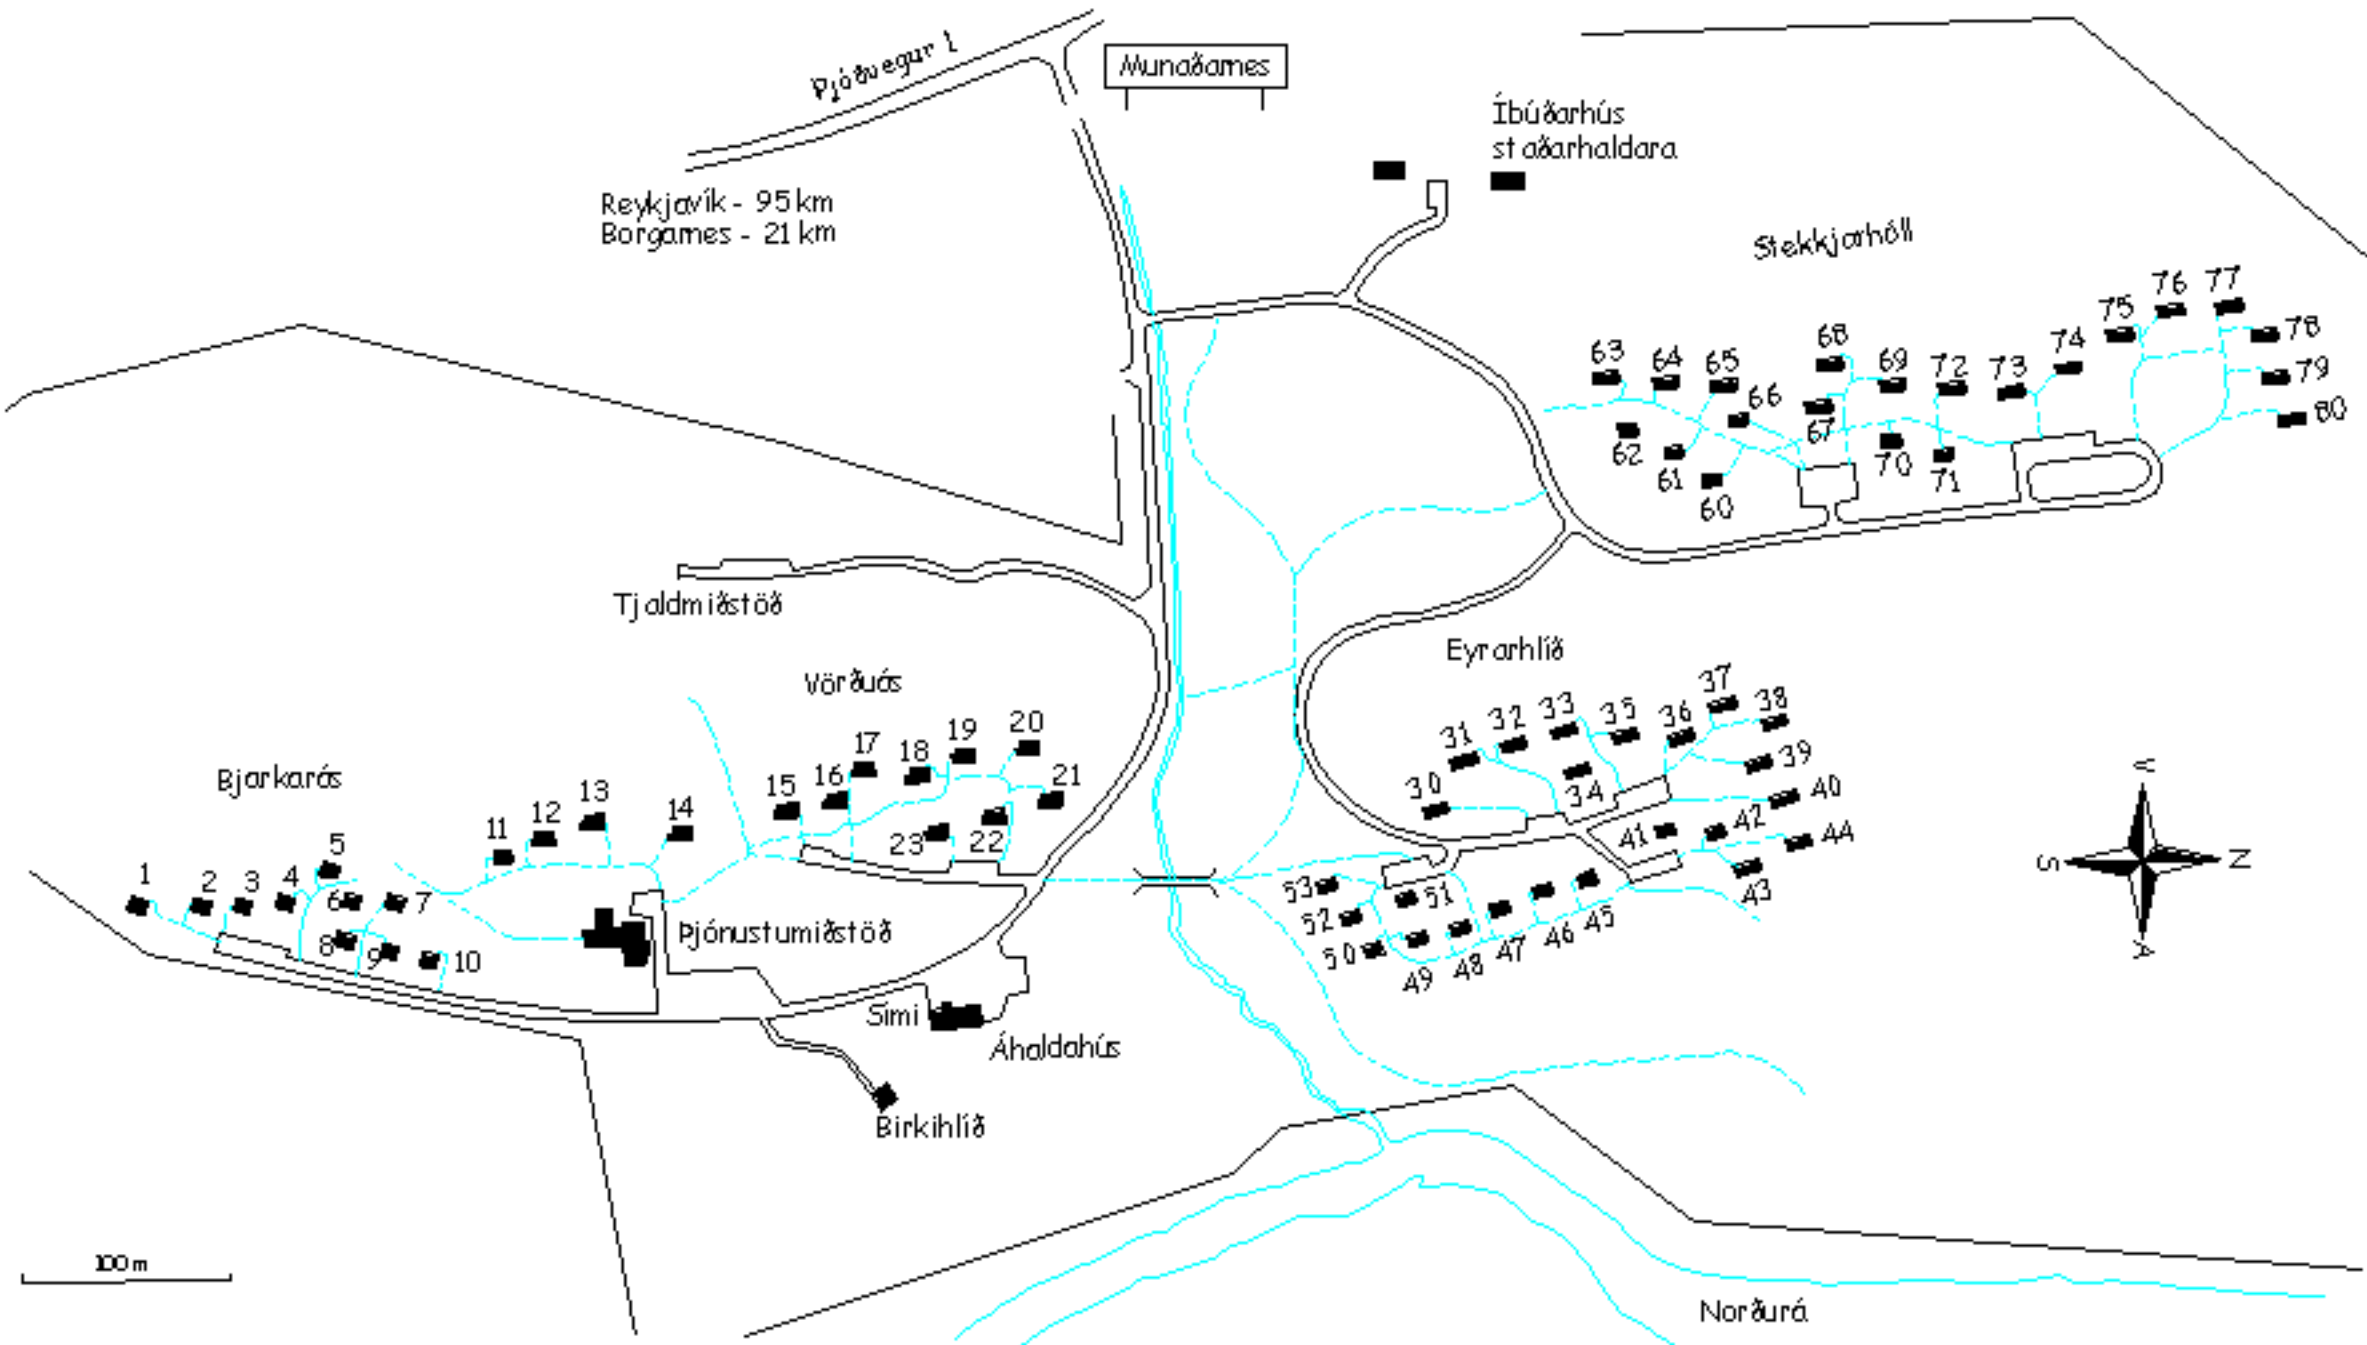 Þjóðvegur 1
Munaðarnes
Íbúðarhús
staðarhaldara
Reykjavík - 95 km
Borgarnes - 21 km
Stekkjarhóll
76 77
75
78
63 64 65 68 69 72 73 74
79
66
80
62 67
61 70 71
60
Tjaldmiðstöð
Eyrarhlíð
Vörðuás
37
38
33 35 36
31 32
20
19
17 18
39
Bjarkarás
15 16
21
30 34
40
13
14
12
11
41 42 44
23 22
5
43
1 2 3 4
6 7
53 51
52
45
46
47
8 9 10
50
48
49
Þjónustumiðstöð
V
S N
A
Sími
Áhaldahús
Birkihlíð
100 m
Norðurá